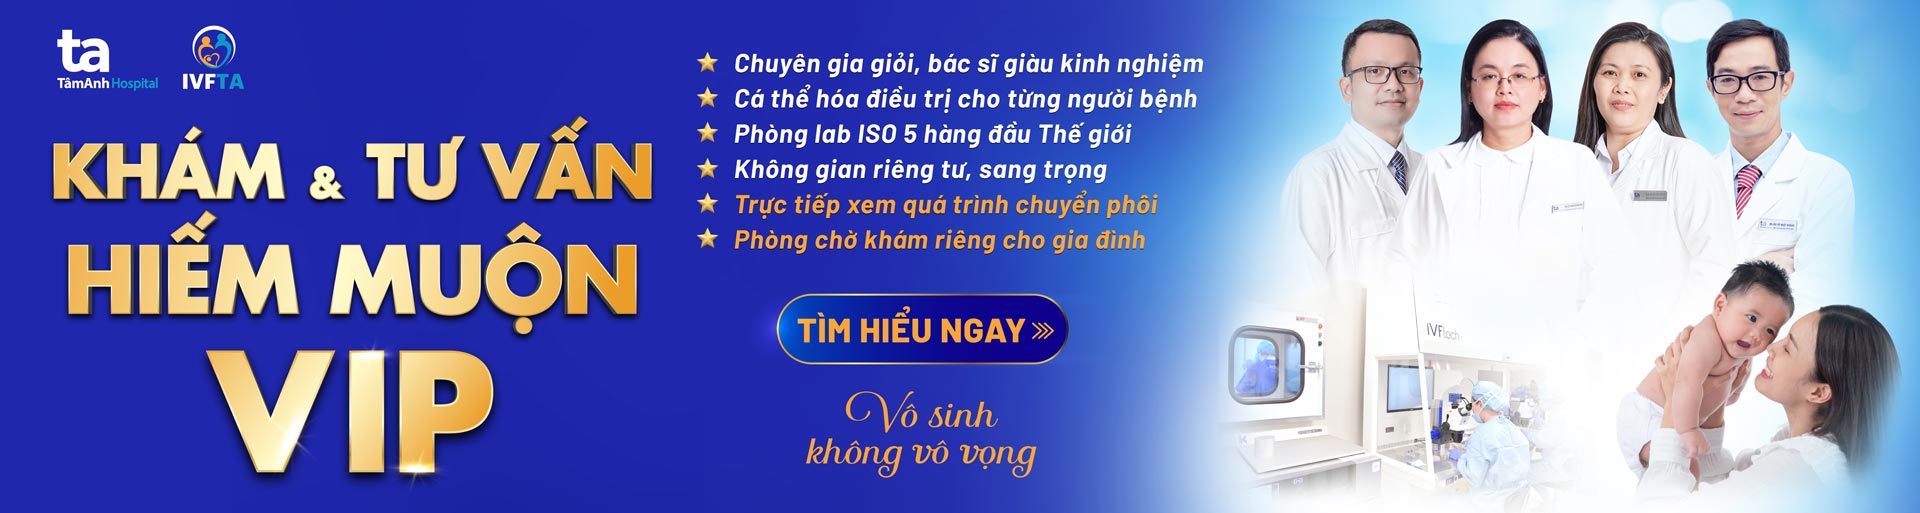 ta
TâmAnh Hospital
IVFTA
KHÁM & TƯ VẤN
HIẾM MUỘN
VIP
Chuyên gia giỏi, bác sĩ giàu kinh nghiệm
Cá thể hóa điều trị cho từng người bệnh
Phòng lab ISO 5 hàng đầu Thế giới
Không gian riêng tư, sang trọng
Trực tiếp xem quá trình chuyển phôi
Phòng chờ khám riêng cho gia đình
TÌM HIỂU NGAY
Vô sinh
không vô vọng
ta
ta
ta
IVFtech